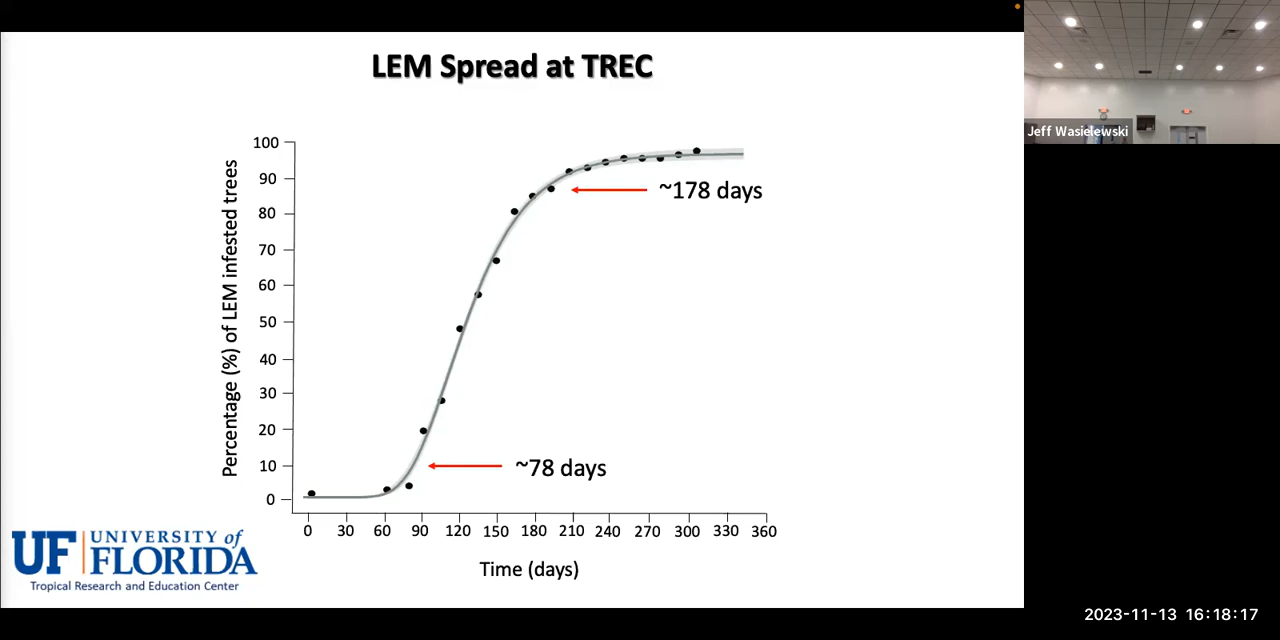 LEM Spread at TREC
Jeff Wasielewski
Percentage (%) of LEM infested trees
100
90
80
70
60
50
40
30
20
10
0
~178 days
~78 days
0 30 60 90 120 150 180 210 240 270 300 330 360
Time (days)
UF UNIVERSITY of
FLORIDA
Tropical Research and Education Center
2023-11-13 16:18:17